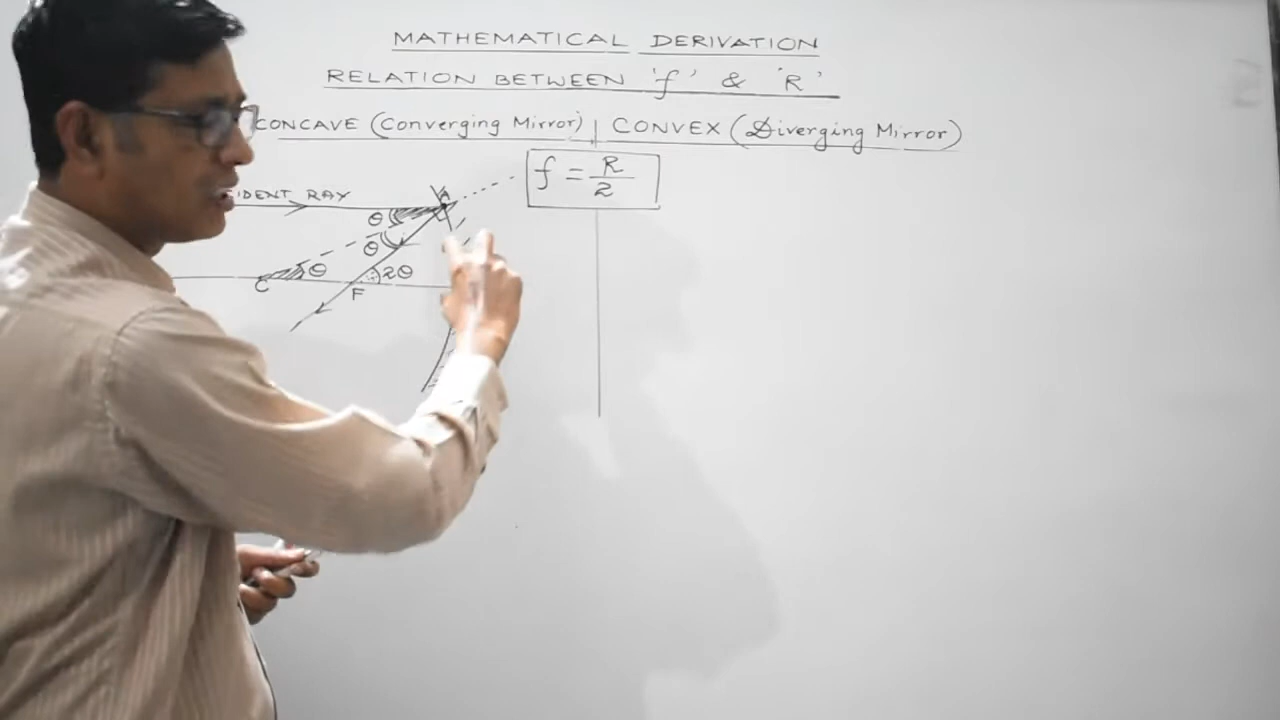 MATHEMATICAL DERIVATION
RELATION BETWEEN 'f' & 'R'
CONCAVE (Converging Mirror) | CONVEX (Diverging Mirror)
f = R/2
IDENT RAY
A
θ
θ
θ
2θ
C
F